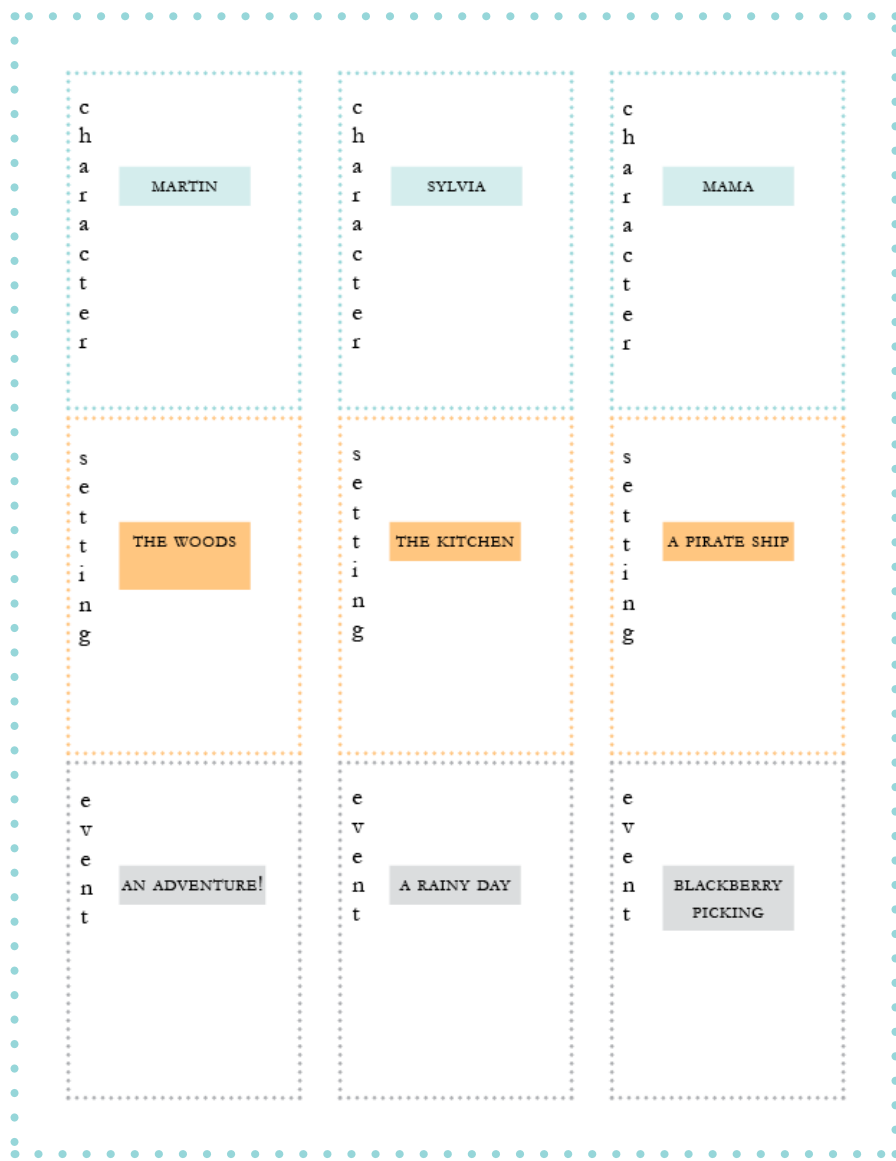 character
MARTIN
character
SYLVIA
character
MAMA
setting
THE WOODS
setting
THE KITCHEN
setting
A PIRATE SHIP
event
AN ADVENTURE!
event
A RAINY DAY
event
BLACKBERRY
PICKING